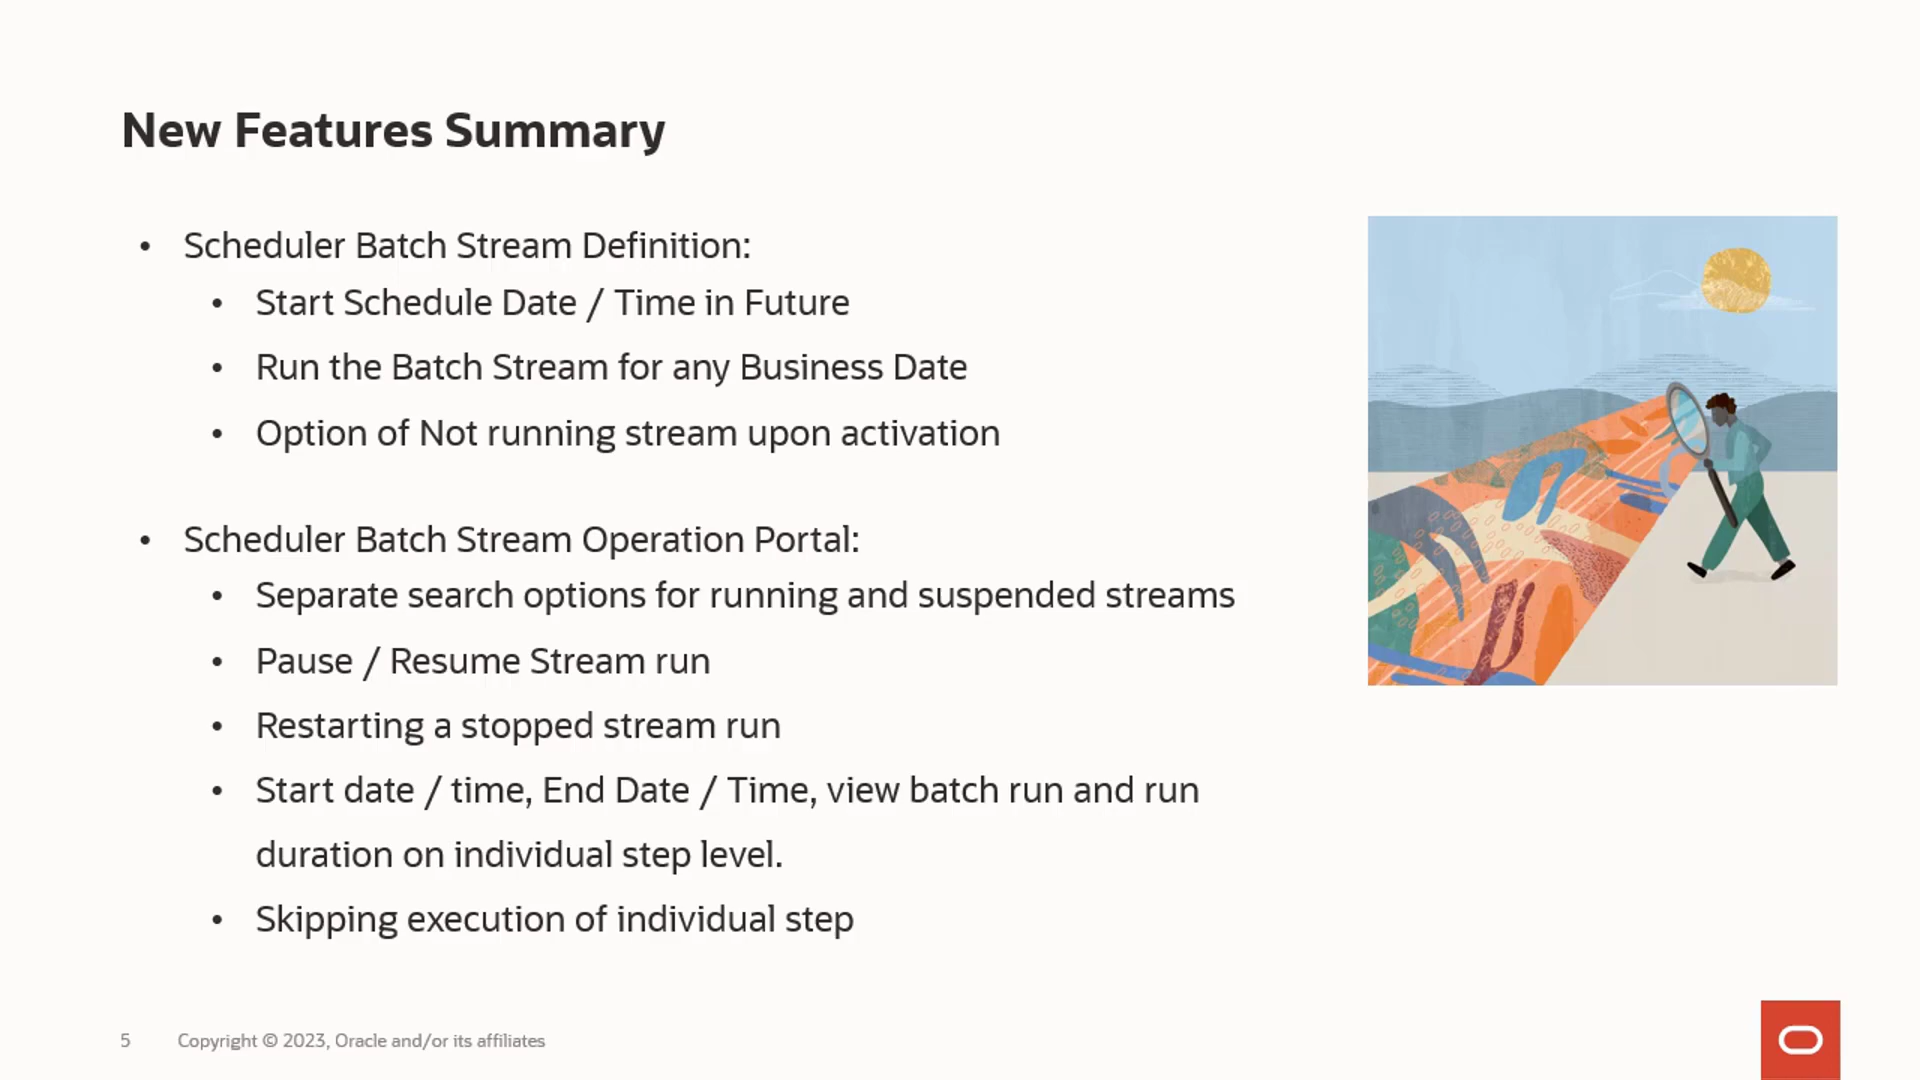 New Features Summary
• Scheduler Batch Stream Definition:
• Start Schedule Date / Time in Future
• Run the Batch Stream for any Business Date
• Option of Not running stream upon activation
• Scheduler Batch Stream Operation Portal:
• Separate search options for running and suspended streams
• Pause / Resume Stream run
• Restarting a stopped stream run
• Start date / time, End Date / Time, view batch run and run
duration on individual step level.
• Skipping execution of individual step
5 Copyright © 2023, Oracle and/or its affiliates